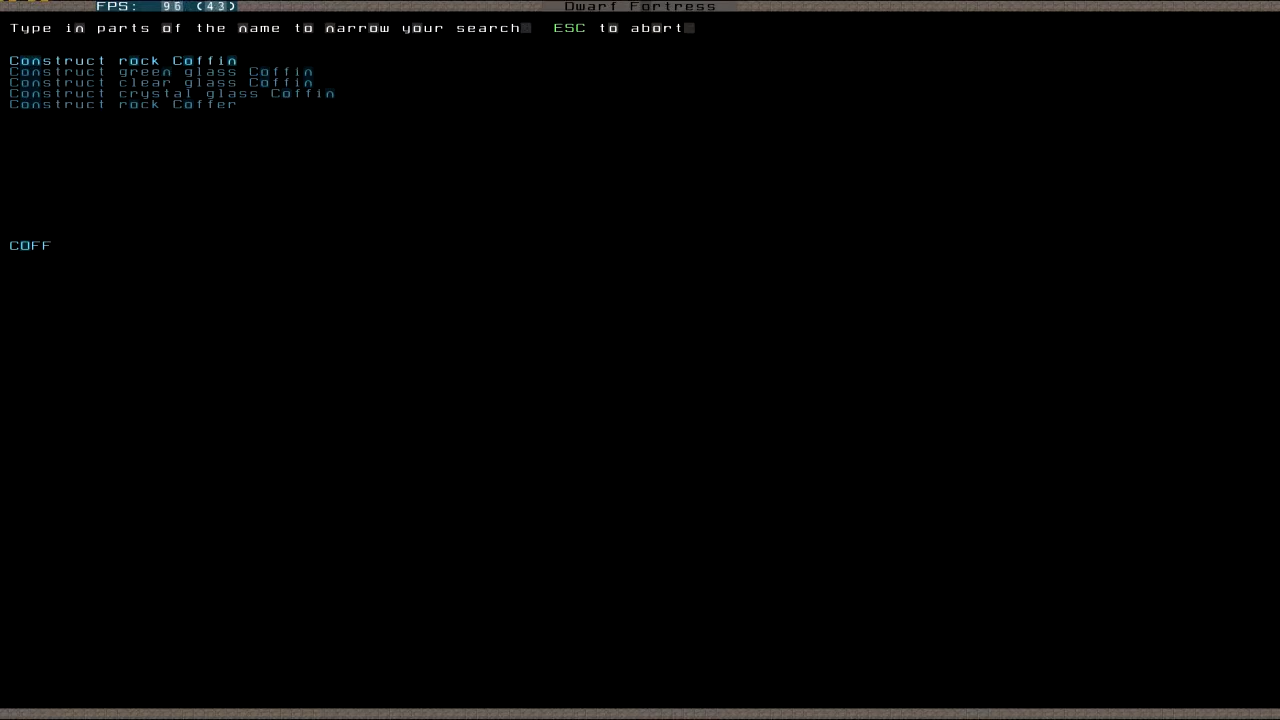 FPS: 96 (43) Dwarf Fortress
Type in parts of the name to narrow your search ESC to abort
Construct rock Coffin
Construct green glass Coffin
Construct clear glass Coffin
Construct crystal glass Coffin
Construct rock Coffer
COFF